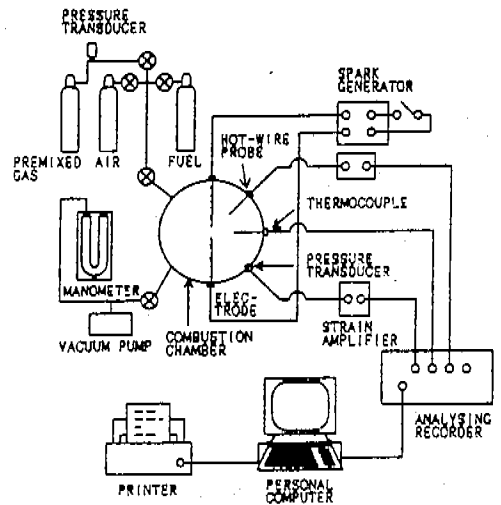 PRESSURE
TRANSDUCER
SPARK
GENERATOR
PREMIXED
GAS
AIR
FUEL
HOT-WIRE
PROBE
THERMOCOUPLE
MANOMETER
PRESSURE
TRANSDUCER
ELEC-
TRODE
VACUUM PUMP
COMBUSTION
CHAMBER
STRAIN
AMPLIFIER
ANALYSING
RECORDER
PRINTER
PERSONAL
COMPUTER